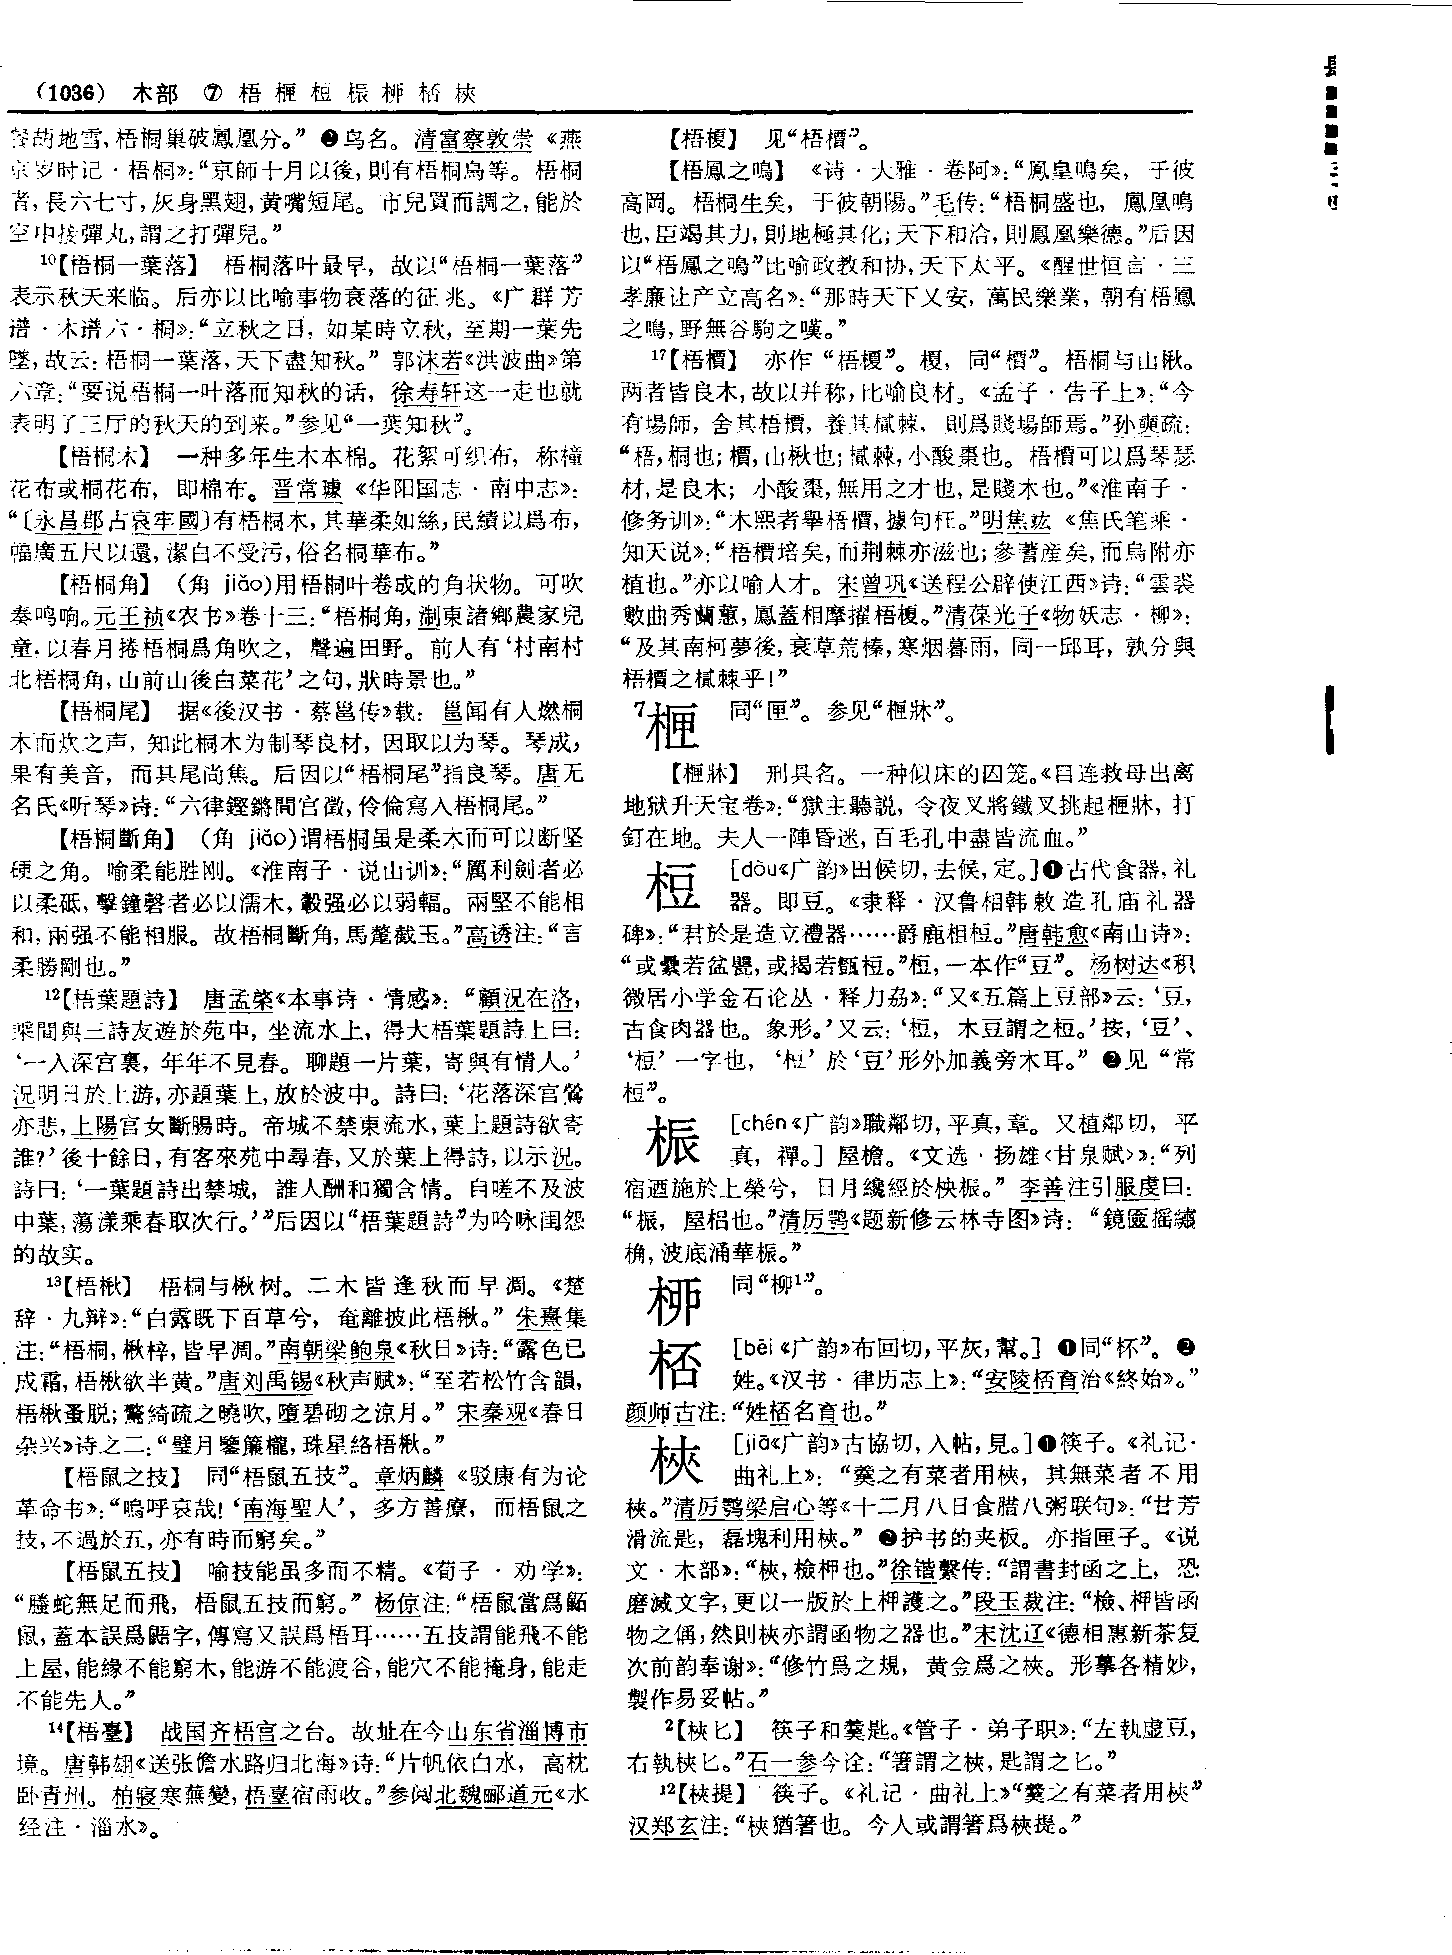 (1036) 木部 ⑦ 梧 榧 梪 桭 桺 桮 梜
地雪，梧桐巢破鳳凰分。” ❷鸟名。清富察敦崇《燕
京岁时记·梧桐》：“京師十月以後，則有梧桐鳥等。梧桐
者，長六七寸，灰身黑翅，黄嘴短尾。市兒買而調之，能於
空中接彈丸，謂之打彈兒。”
10【梧桐一葉落】 梧桐落叶最早，故以“梧桐一葉落”
表示秋天来临。后亦以比喻事物衰落的征兆。《广群芳
谱·木谱六·桐》：“立秋之日，如某時立秋，至期一葉先
墜，故云：梧桐一葉落，天下盡知秋。” 郭沫若《洪波曲》第
六章：“要说梧桐一叶落而知秋的话，徐寿轩这一走也就
表明了三厅的秋天的到来。”参见“一葉知秋”。
【梧桐木】 一种多年生木本棉。花絮可织布，称橦
花布或桐花布，即棉布。晋常璩《华阳国志·南中志》：
“〔永昌郡古哀牢國〕有梧桐木，其華柔如絲，民績以爲布，
幅廣五尺以還，潔白不受污，俗名桐華布。”
【梧桐角】 （角 jiǎo）用梧桐叶卷成的角状物。可吹
奏鸣响。元王祯《农书》卷十三：“梧桐角，浙東諸鄉農家兒
童，以春月捲梧桐爲角吹之，聲遍田野。前人有‘村南村
北梧桐角，山前山後白菜花’之句，狀時景也。”
【梧桐尾】 据《後汉书·蔡邕传》载：邕闻有人燃桐
木而炊之声，知此桐木为制琴良材，因取以为琴。琴成，
果有美音，而其尾尚焦。后因以“梧桐尾”指良琴。唐无
名氏《听琴》诗：“六律鏗鏘間宫徵，伶倫寫入梧桐尾。”
【梧桐斷角】 （角 jiǎo）谓梧桐虽是柔木而可以断坚
硬之角。喻柔能胜刚。《淮南子·说山训》：“厲利劍者必
以柔砥，擊鐘磬者必以濡木，轂强必以弱輻。兩堅不能相
和，兩强不能相服。故梧桐斷角，馬氂截玉。”高诱注：“言
柔勝剛也。”
12【梧葉題詩】 唐孟棨《本事诗·情感》：“顧況在洛，
乘間與三詩友遊於苑中，坐流水上，得大梧葉題詩上曰：
‘一入深宫裏，年年不見春。聊題一片葉，寄與有情人。’
況明日於上游，亦題葉上，放於波中。詩曰：‘花落深宫鶯
亦悲，上陽宫女斷腸時。帝城不禁東流水，葉上題詩欲寄
誰？’後十餘日，有客來苑中尋春，又於葉上得詩，以示況。
詩曰：‘一葉題詩出禁城，誰人酬和獨含情。自嗟不及波
中葉，蕩漾乘春取次行。’”后因以“梧葉題詩”为吟咏闺怨
的故实。
13【梧楸】 梧桐与楸树。二木皆逢秋而早凋。《楚
辞·九辩》：“白露既下百草兮，奄離披此梧楸。” 朱熹集
注：“梧桐，楸梓，皆早凋。”南朝梁鲍泉《秋日》诗：“露色已
成霜，梧楸欲半黄。”唐刘禹锡《秋声赋》：“至若松竹含韻，
梧楸蚤脱；驚綺疏之曉吹，墮碧砌之涼月。” 宋秦观《春日
杂兴》诗之二：“璧月鑒簾櫳，珠星络梧楸。”
【梧鼠之技】 同“梧鼠五技”。章炳麟《驳康有为论
革命书》：“嗚呼哀哉！‘南海聖人’，多方善療，而梧鼠之
技，不過於五，亦有時而窮矣。”
【梧鼠五技】 喻技能虽多而不精。《荀子·劝学》：
“螣蛇無足而飛，梧鼠五技而窮。” 杨倞注：“梧鼠當爲鼫
鼠，蓋本誤爲鼯字，傳寫又誤爲梧耳……五技謂能飛不能
上屋，能緣不能窮木，能游不能渡谷，能穴不能掩身，能走
不能先人。”
14【梧臺】 战国齐梧宫之台。故址在今山东省淄博市
境。唐韩翃《送张儋水路归北海》诗：“片帆依白水，高枕
卧青州。柏寝寒蕪變，梧臺宿雨收。”参阅北魏郦道元《水
经注·淄水》。
【梧榎】 见“梧檟”。
【梧鳳之鳴】 《诗·大雅·卷阿》：“鳳皇鳴矣，于彼
高岡。梧桐生矣，于彼朝陽。”毛传：“梧桐盛也，鳳凰鳴
也，臣竭其力，則地極其化；天下和洽，則鳳凰樂德。”后因
以“梧鳳之鳴”比喻政教和协，天下太平。《醒世恒言·三
孝廉让产立高名》：“那時天下乂安，萬民樂業，朝有梧鳳
之鳴，野無谷駒之嘆。”
17【梧檟】 亦作“梧榎”。榎，同“檟”。梧桐与山楸。
两者皆良木，故以并称，比喻良材。《孟子·告子上》：“今
有場師，舍其梧檟，養其樲棘，則爲賤場師焉。”孙奭疏：
“梧，桐也；檟，山楸也；樲棘，小酸棗也。梧檟可以爲琴瑟
材，是良木；小酸棗，無用之才也，是賤木也。”《淮南子·
修务训》：“木熙者舉梧檟，據句枉。”明焦竑《焦氏笔乘·
知天说》：“梧檟培矣，而荆棘亦滋也；參蓍産矣，而烏附亦
植也。”亦以喻人才。宋曾巩《送程公辟使江西》诗：“雲裘
數曲秀蘭蕙，鳳蓋相摩擢梧榎。”清葆光子《物妖志·柳》：
“及其南柯夢後，衰草荒榛，寒烟暮雨，同一邱耳，孰分與
梧檟之樲棘乎！”
7榧 同“匣”。参见“榧牀”。
【榧牀】 刑具名。一种似床的囚笼。《目连救母出离
地狱升天宝卷》：“獄主聽説，令夜叉將鐵叉挑起榧牀，打
釘在地。夫人一陣昏迷，百毛孔中盡皆流血。”
梪 [dòu《广韵》田候切，去候，定。]❶古代食器，礼
器。即豆。《隶释·汉鲁相韩敕造孔庙礼器
碑》：“君於是造立禮器……爵鹿相梪。”唐韩愈《南山诗》：
“或纍若盆甖，或揭若㽅梪。”梪，一本作“豆”。杨树达《积
微居小学金石论丛·释力劦》：“又《五篇上豆部》云：‘豆，
古食肉器也。象形。’又云：‘梪，木豆謂之梪。’按，‘豆’、
‘梪’一字也，‘梪’於‘豆’形外加義旁木耳。” ❷见“常
梪”。
桭 [chén《广韵》職鄰切，平真，章。又植鄰切，平
真，禪。] 屋檐。《文选·扬雄〈甘泉赋〉》：“列
宿迺施於上榮兮，日月纔經於柍桭。” 李善注引服虔曰：
“桭，屋梠也。”清厉鹗《题新修云林寺图》诗：“鏡匳摇繡
桷，波底涌華桭。”
桺 同“柳1”。
桮 [bēi《广韵》布回切，平灰，幫。] ❶同“杯”。❷
姓。《汉书·律历志上》：“安陵桮育治《終始》。”
颜师古注：“姓桮名育也。”
梜 [jiā《广韵》古協切，入帖，見。]❶筷子。《礼记·
曲礼上》：“羹之有菜者用梜，其無菜者不用
梜。”清厉鹗梁启心等《十二月八日食腊八粥联句》：“甘芳
滑流匙，磊塊利用梜。” ❷护书的夹板。亦指匣子。《说
文·木部》：“梜，檢柙也。”徐锴繫传：“謂書封函之上，恐
磨滅文字，更以一版於上柙護之。”段玉裁注：“檢、柙皆函
物之偁，然則梜亦謂函物之器也。”宋沈辽《德相惠新茶复
次前韵奉谢》：“修竹爲之規，黄金爲之梜。形摹各精妙，
製作易妥帖。”
2【梜匕】 筷子和羹匙。《管子·弟子职》：“左執虚豆，
右執梜匕。”石一参今诠：“箸謂之梜，匙謂之匕。”
12【梜提】 筷子。《礼记·曲礼上》“羹之有菜者用梜”
汉郑玄注：“梜猶箸也。今人或謂箸爲梜提。”